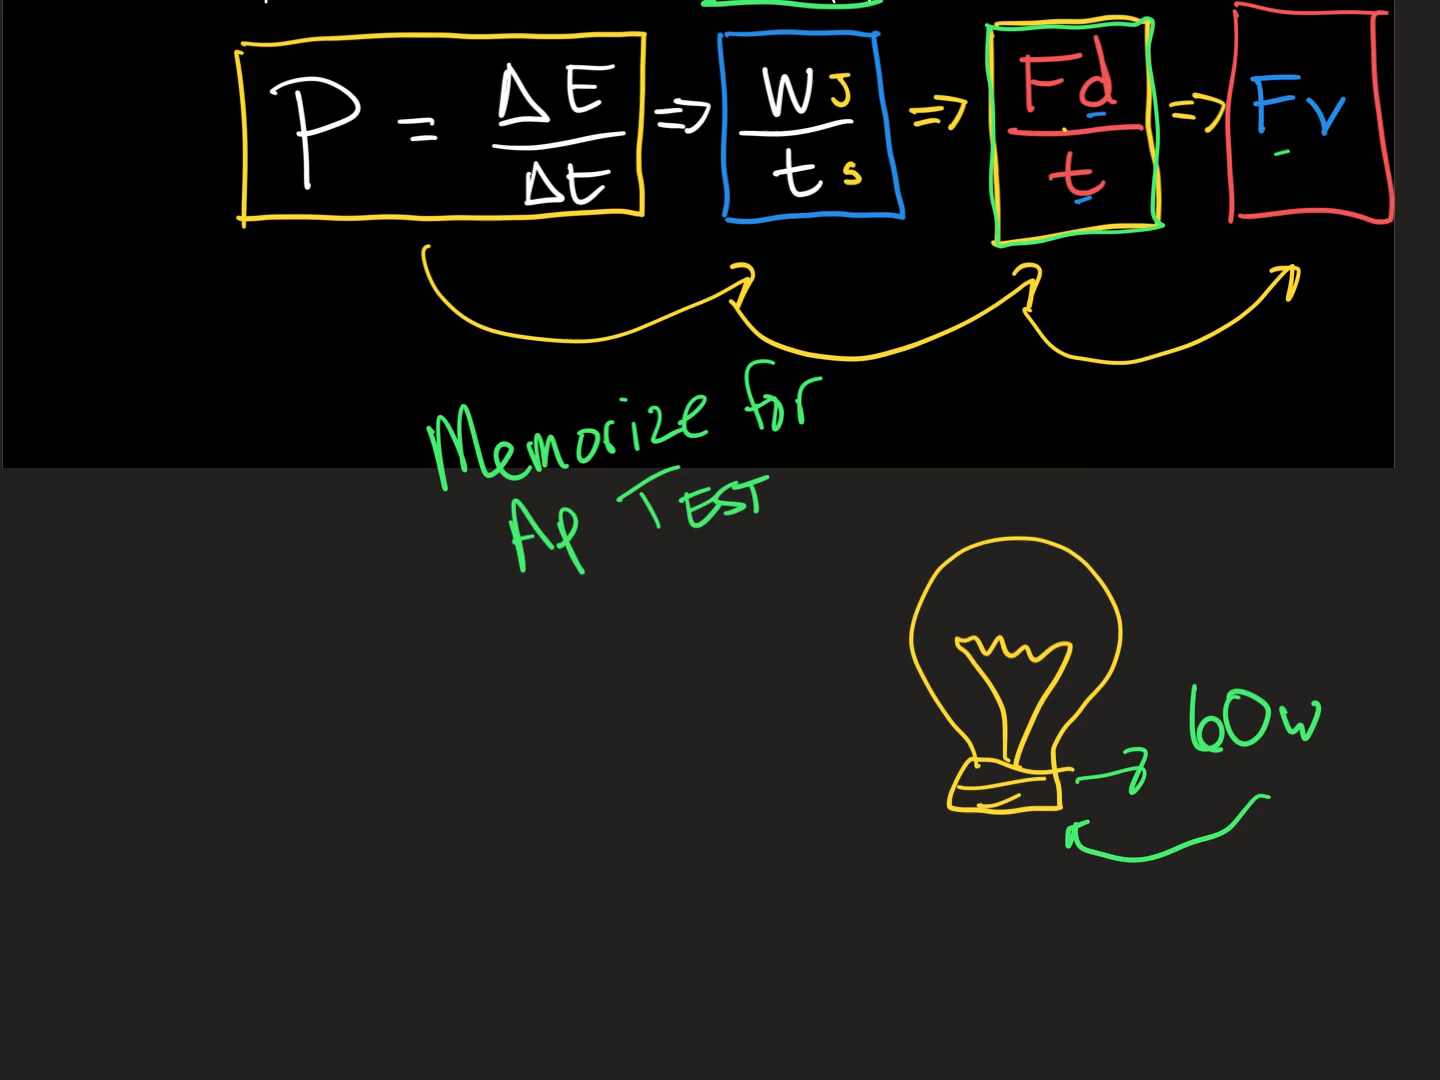 P = ΔE/Δt ⇒ W J/t s ⇒ Fd/t ⇒ Fv
Memorize for
AP TEST
60w